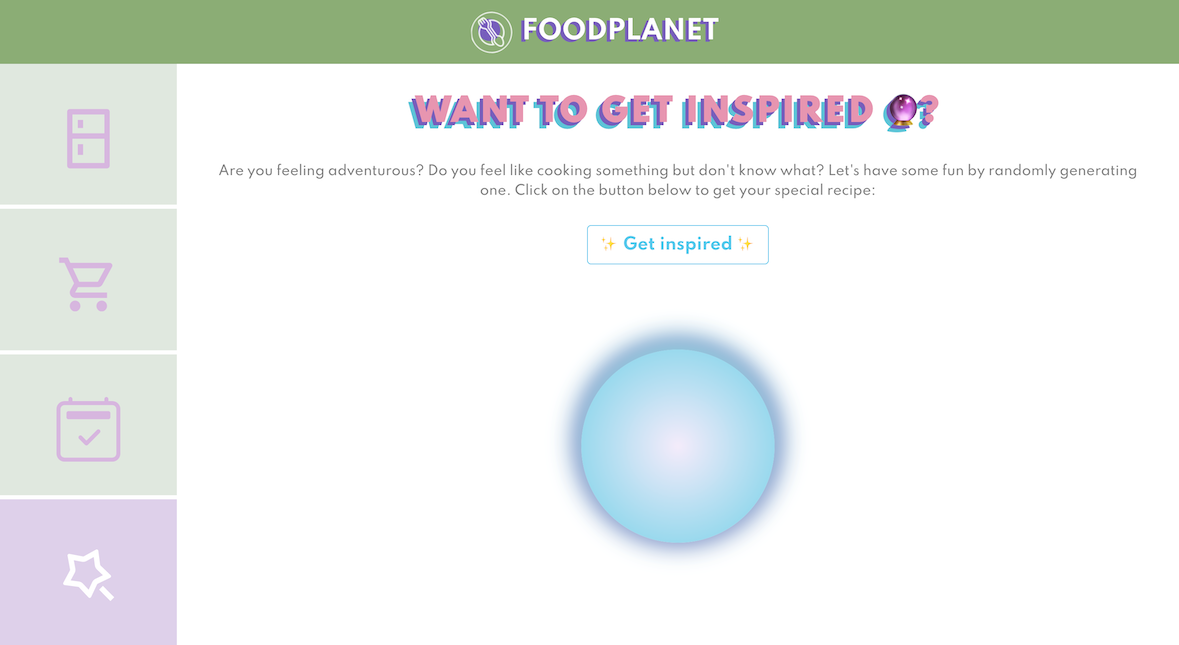 FOODPLANET
WANT TO GET INSPIRED 🔮?
Are you feeling adventurous? Do you feel like cooking something but don't know what? Let's have some fun by randomly generating
one. Click on the button below to get your special recipe:
✨ Get inspired ✨